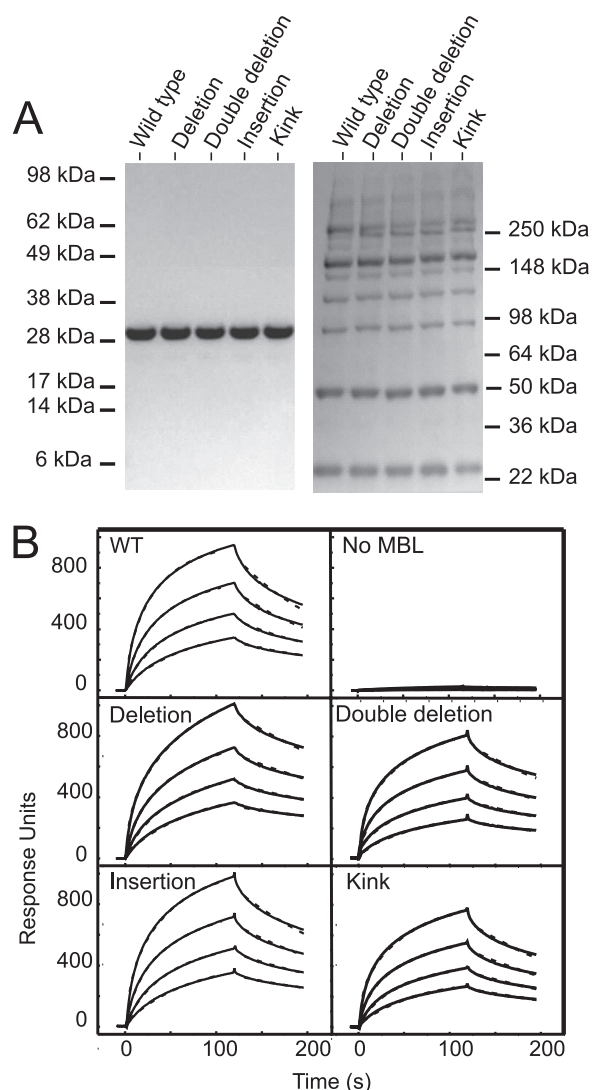 A
Wild type
Deletion
Double deletion
Insertion
Kink
Wild type
Deletion
Double deletion
Insertion
Kink
98 kDa
62 kDa
49 kDa
38 kDa
28 kDa
17 kDa
14 kDa
6 kDa
250 kDa
148 kDa
98 kDa
64 kDa
50 kDa
36 kDa
22 kDa
B
WT
No MBL
800
400
0
Deletion
Double deletion
800
400
0
Insertion
Kink
800
400
0
0 100 200
0 100 200
Response Units
Time (s)